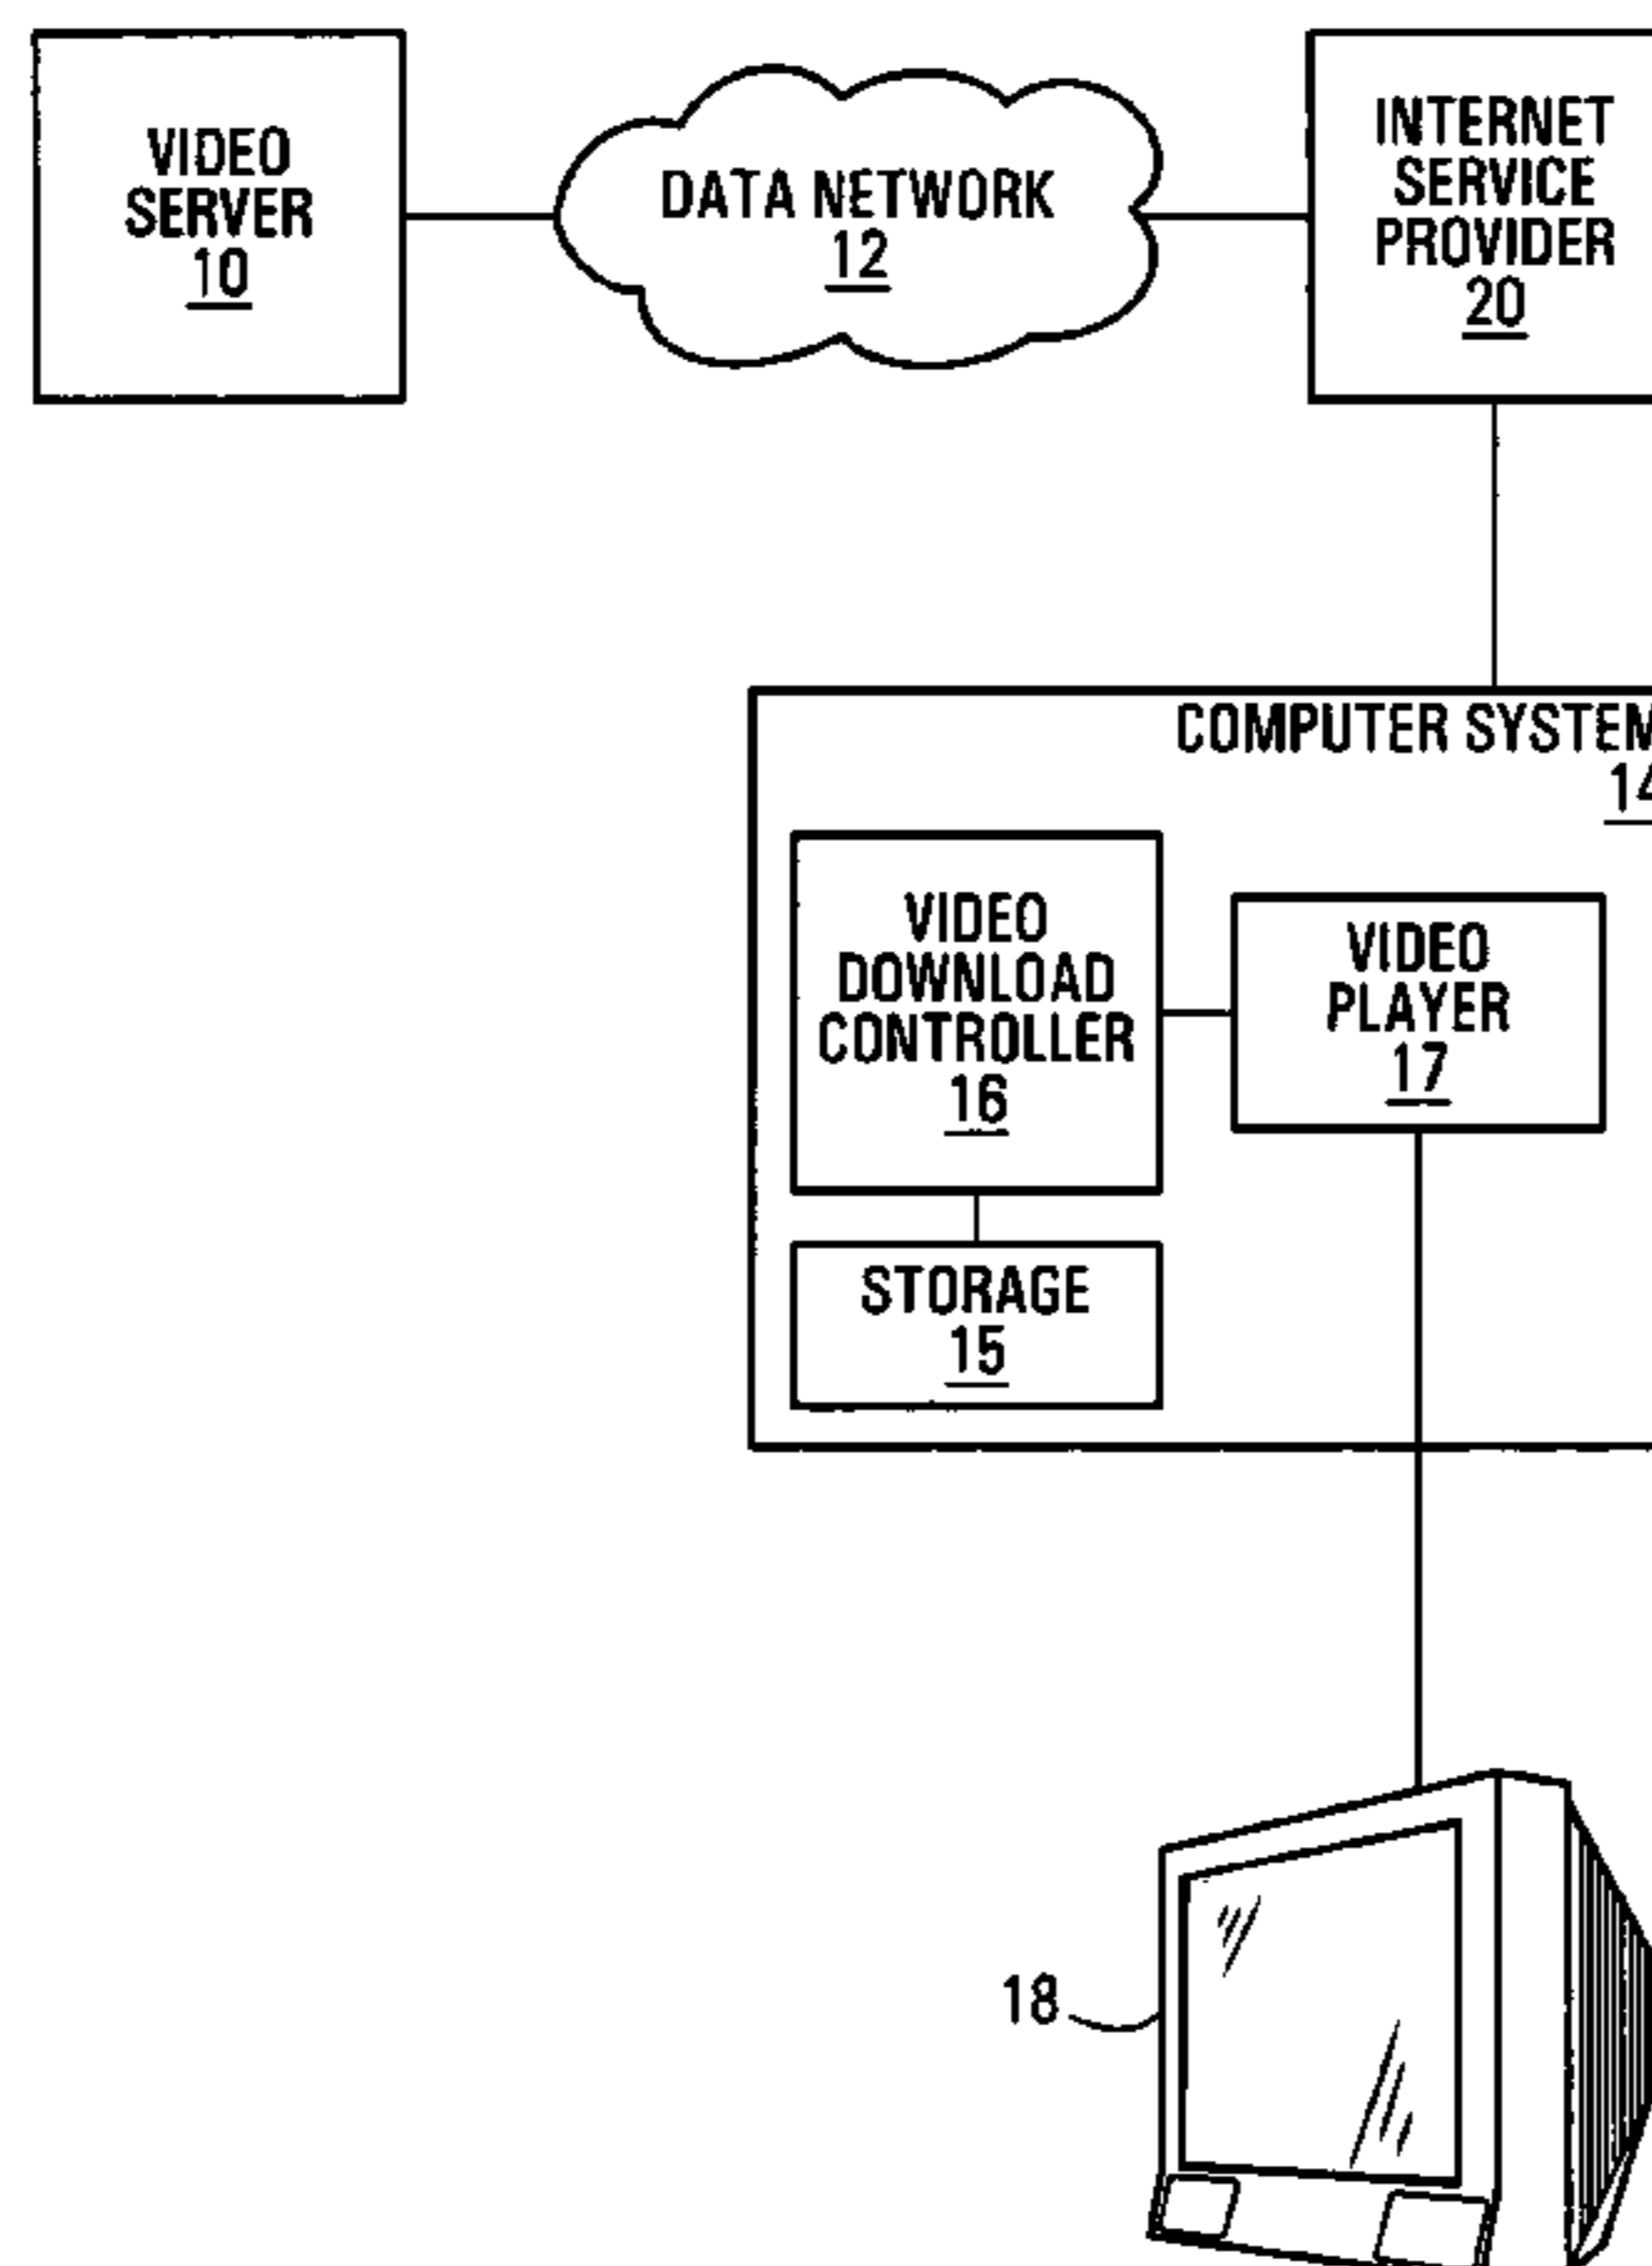 VIDEO
SERVER
10
DATA NETWORK
12
INTERNET
SERVICE
PROVIDER
20
COMPUTER SYSTEM
14
VIDEO
DOWNLOAD
CONTROLLER
16
VIDEO
PLAYER
17
STORAGE
15
18